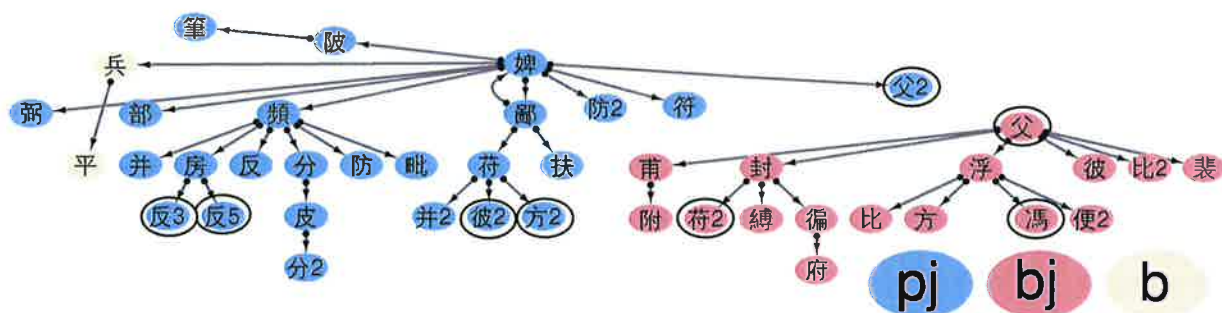 筆 陂
兵 婢 父2
弼 部 頻 鄙 防2 符 父
平 并 房 反 分 防 毗 苻 扶 甫 封 浮 彼 比2 裴
反3 反5 皮 并2 彼2 方2 附 苻2 縛 徧 比 方 馮 便2
分2 府
pj bj b